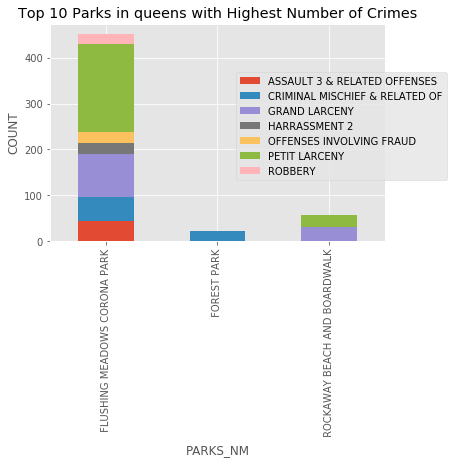 Top 10 Parks in queens with Highest Number of Crimes
COUNT
400
300
200
100
0
ASSAULT 3 & RELATED OFFENSES
CRIMINAL MISCHIEF & RELATED OF
GRAND LARCENY
HARRASSMENT 2
OFFENSES INVOLVING FRAUD
PETIT LARCENY
ROBBERY
FLUSHING MEADOWS CORONA PARK
FOREST PARK
ROCKAWAY BEACH AND BOARDWALK
PARKS_NM